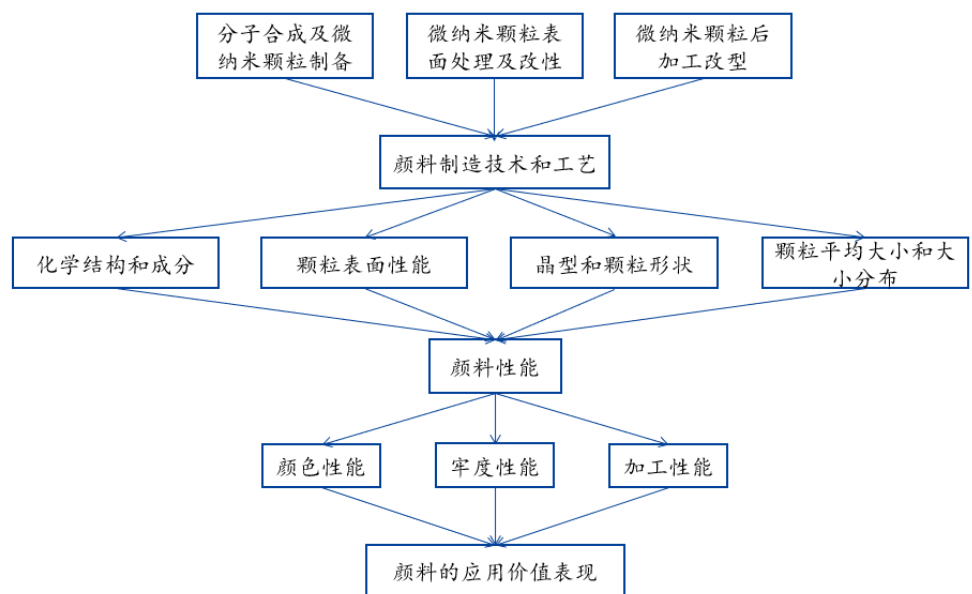 分子合成及微
纳米颗粒制备
微纳米颗粒表
面处理及改性
微纳米颗粒后
加工改型
颜料制造技术和工艺
化学结构和成分
颗粒表面性能
晶型和颗粒形状
颗粒平均大小和大
小分布
颜料性能
颜色性能
牢度性能
加工性能
颜料的应用价值表现